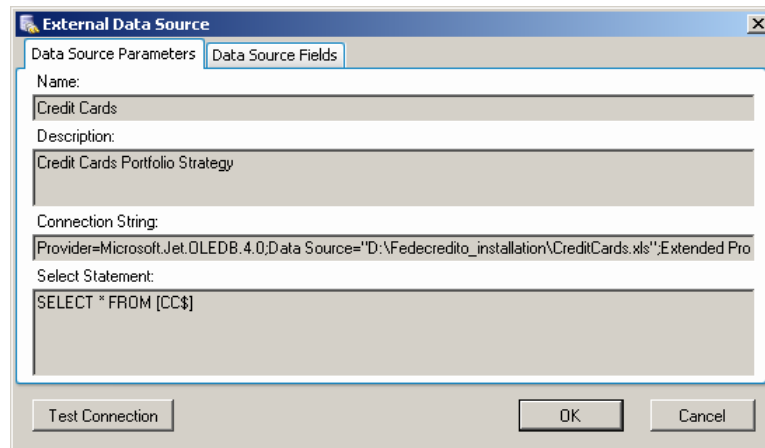 External Data Source
Data Source Parameters Data Source Fields
Name:
Credit Cards
Description:
Credit Cards Portfolio Strategy
Connection String:
Provider=Microsoft.Jet.OLEDB.4.0;Data Source="D:\Fedecredito_installation\CreditCards.xls";Extended Pro
Select Statement:
SELECT * FROM [CC$]
Test Connection OK Cancel